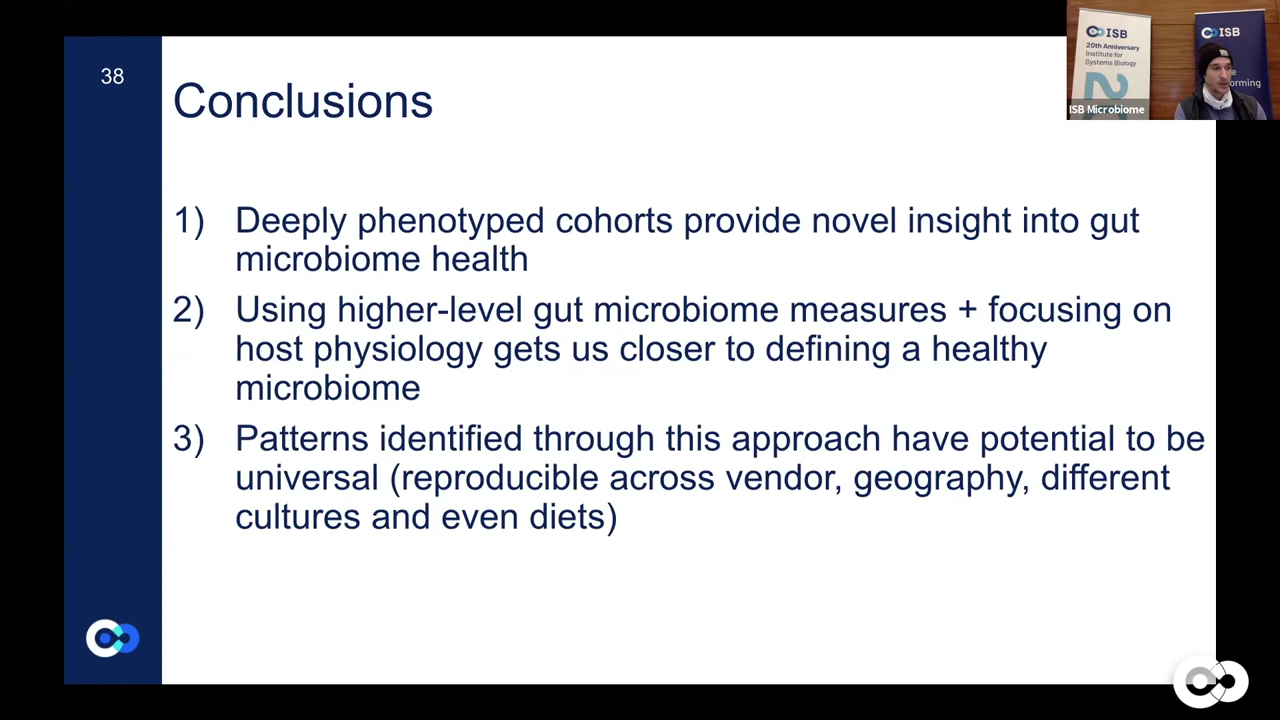 38
Conclusions
1) Deeply phenotyped cohorts provide novel insight into gut
microbiome health
2) Using higher-level gut microbiome measures + focusing on
host physiology gets us closer to defining a healthy
microbiome
3) Patterns identified through this approach have potential to be
universal (reproducible across vendor, geography, different
cultures and even diets)
ISB
20th Anniversary
Institute for
Systems Biology
2
ISB Microbiome
ISB